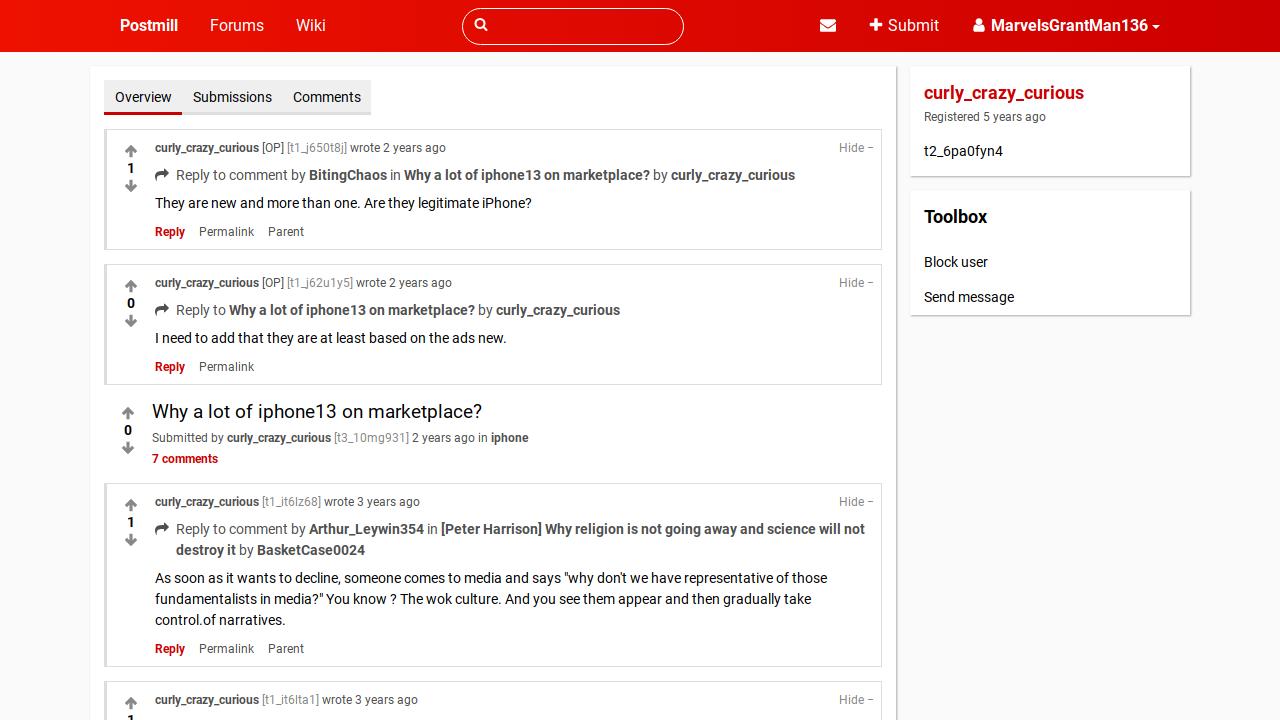 Postmill
Forums
Wiki
Submit
MarvelsGrantMan136
Overview
Submissions
Comments
curly_crazy_curious [OP] [t1_j650t8j] wrote 2 years ago
Hide −
1
Reply to comment by BitingChaos in Why a lot of iphone13 on marketplace? by curly_crazy_curious
They are new and more than one. Are they legitimate iPhone?
Reply Permalink Parent
curly_crazy_curious [OP] [t1_j62u1y5] wrote 2 years ago
Hide −
0
Reply to Why a lot of iphone13 on marketplace? by curly_crazy_curious
I need to add that they are at least based on the ads new.
Reply Permalink
Why a lot of iphone13 on marketplace?
0
Submitted by curly_crazy_curious [t3_10mg931] 2 years ago in iphone
7 comments
curly_crazy_curious [t1_it6lz68] wrote 3 years ago
Hide −
1
Reply to comment by Arthur_Leywin354 in [Peter Harrison] Why religion is not going away and science will not
destroy it by BasketCase0024
As soon as it wants to decline, someone comes to media and says "why don't we have representative of those
fundamentalists in media?" You know ? The wok culture. And you see them appear and then gradually take
control.of narratives.
Reply Permalink Parent
curly_crazy_curious [t1_it6lta1] wrote 3 years ago
Hide −
1
curly_crazy_curious
Registered 5 years ago
t2_6pa0fyn4
Toolbox
Block user
Send message